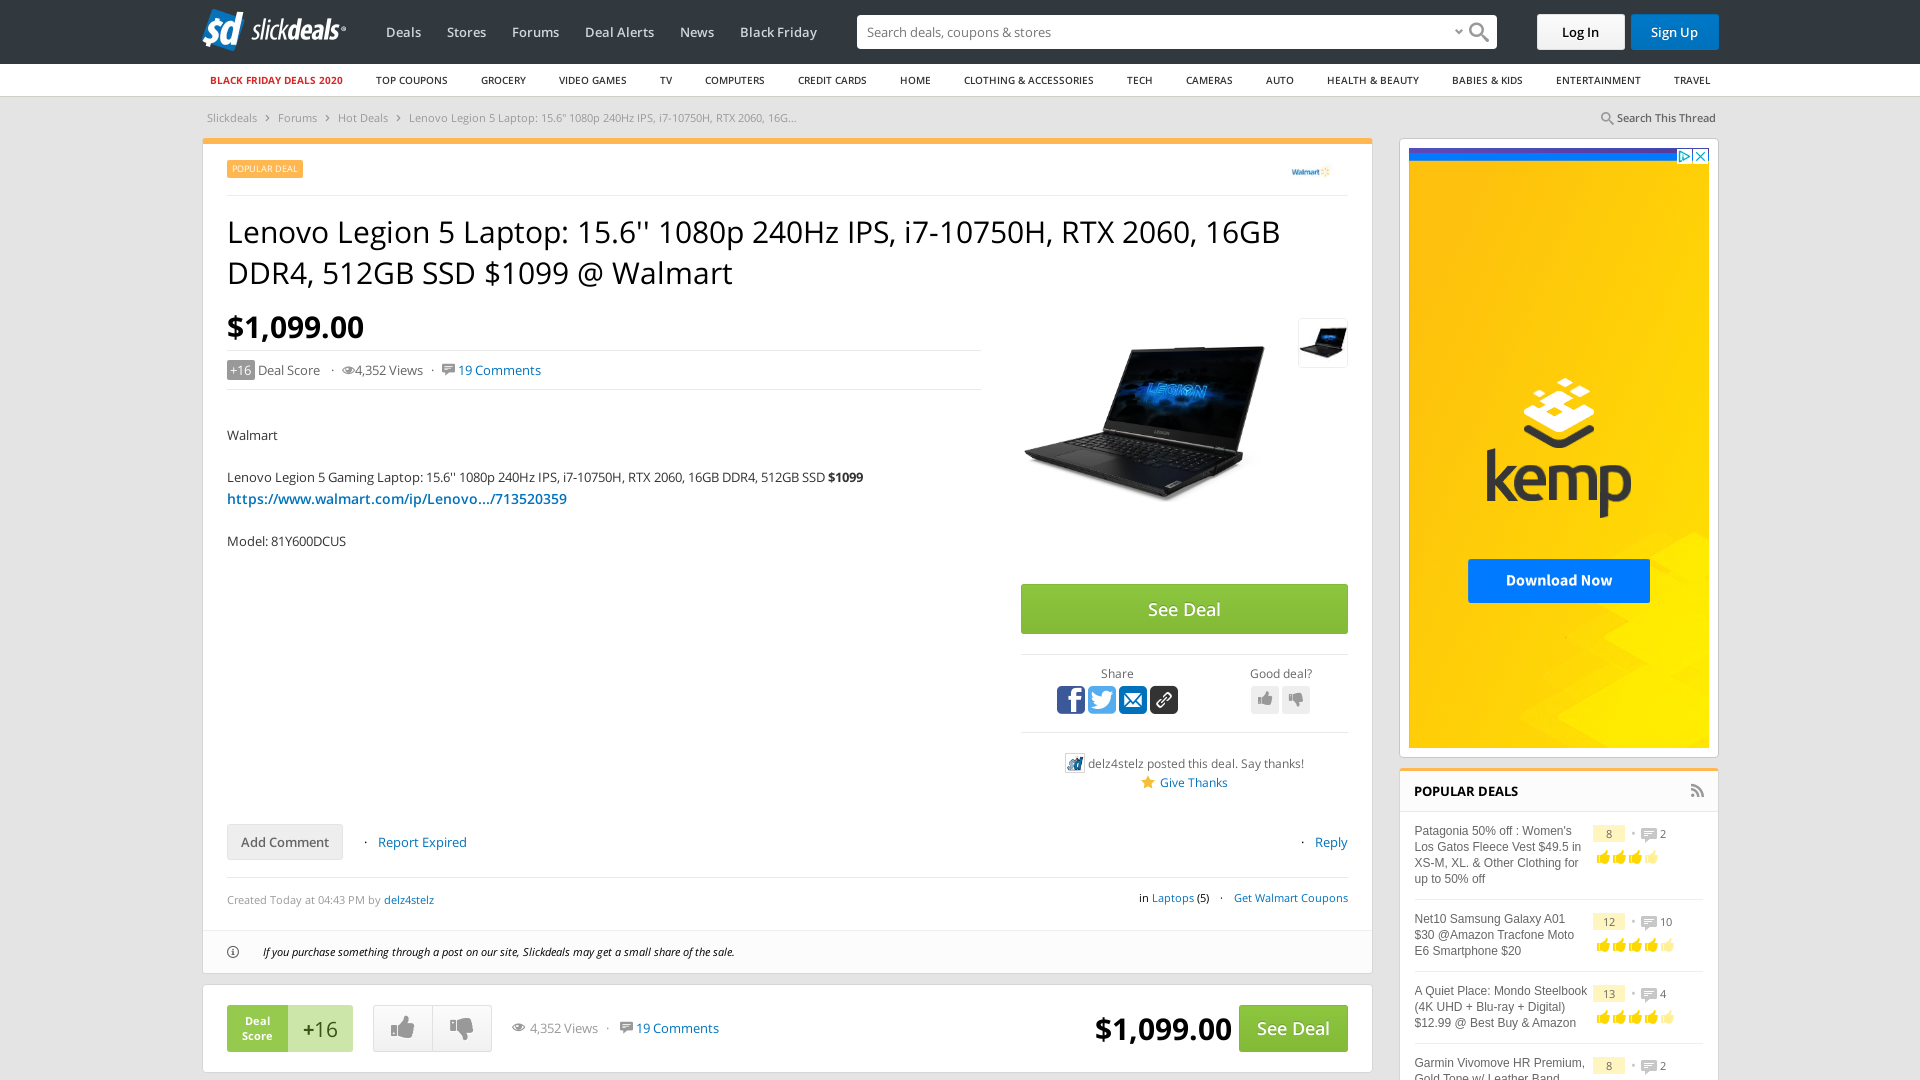 slickdeals
Deals
Stores
Forums
Deal Alerts
News
Black Friday
Search deals, coupons & stores
Log In
Sign Up
BLACK FRIDAY DEALS 2020
TOP COUPONS
GROCERY
VIDEO GAMES
TV
COMPUTERS
CREDIT CARDS
HOME
CLOTHING & ACCESSORIES
TECH
CAMERAS
AUTO
HEALTH & BEAUTY
BABIES & KIDS
ENTERTAINMENT
TRAVEL
Slickdeals › Forums › Hot Deals › Lenovo Legion 5 Laptop: 15.6'' 1080p 240Hz IPS, i7-10750H, RTX 2060, 16G...
Search This Thread
POPULAR DEAL
Walmart
Lenovo Legion 5 Laptop: 15.6'' 1080p 240Hz IPS, i7-10750H, RTX 2060, 16GB
DDR4, 512GB SSD $1099 @ Walmart
$1,099.00
+16 Deal Score · 4,352 Views · 19 Comments
Walmart
Lenovo Legion 5 Gaming Laptop: 15.6'' 1080p 240Hz IPS, i7-10750H, RTX 2060, 16GB DDR4, 512GB SSD $1099
https://www.walmart.com/ip/Lenovo.../713520359
Model: 81Y600DCUS
LEGION
See Deal
Share
Good deal?
delz4stelz posted this deal. Say thanks!
Give Thanks
Add Comment
· Report Expired
· Reply
Created Today at 04:43 PM by delz4stelz
in Laptops (5) · Get Walmart Coupons
If you purchase something through a post on our site, Slickdeals may get a small share of the sale.
Deal
Score
+16
4,352 Views · 19 Comments
$1,099.00
See Deal
kemp
Download Now
POPULAR DEALS
Patagonia 50% off : Women's
Los Gatos Fleece Vest $49.5 in
XS-M, XL. & Other Clothing for
up to 50% off
8 • 2
Net10 Samsung Galaxy A01
$30 @Amazon Tracfone Moto
E6 Smartphone $20
12 • 10
A Quiet Place: Mondo Steelbook
(4K UHD + Blu-ray + Digital)
$12.99 @ Best Buy & Amazon
13 • 4
Garmin Vivomove HR Premium,
Gold Tone w/ Leather Band
8 • 2